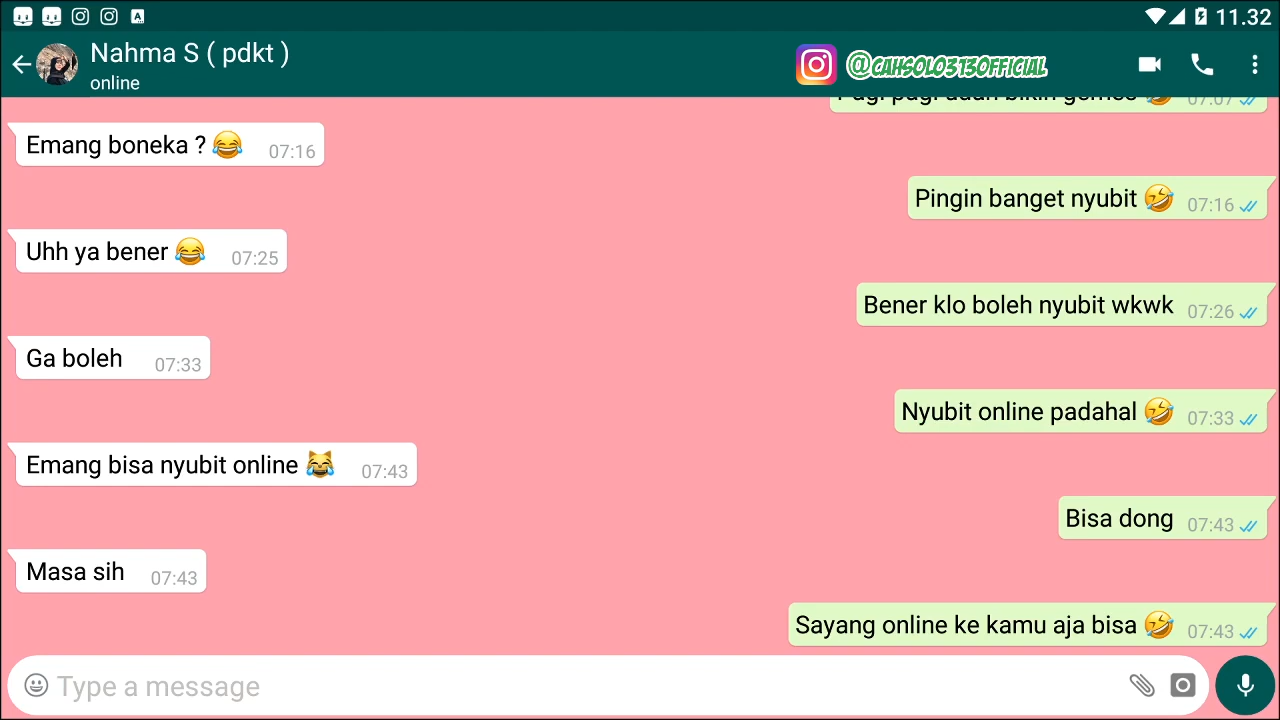 11.32
Nahma S ( pdkt )
online
@CAHSOLO313OFFICIAL
07:07
Emang boneka ? 😂 07:16
Pingin banget nyubit 🤣 07:16
Uhh ya bener 😂 07:25
Bener klo boleh nyubit wkwk 07:26
Ga boleh 07:33
Nyubit online padahal 🤣 07:33
Emang bisa nyubit online 😹 07:43
Bisa dong 07:43
Masa sih 07:43
Sayang online ke kamu aja bisa 🤣 07:43
Type a message